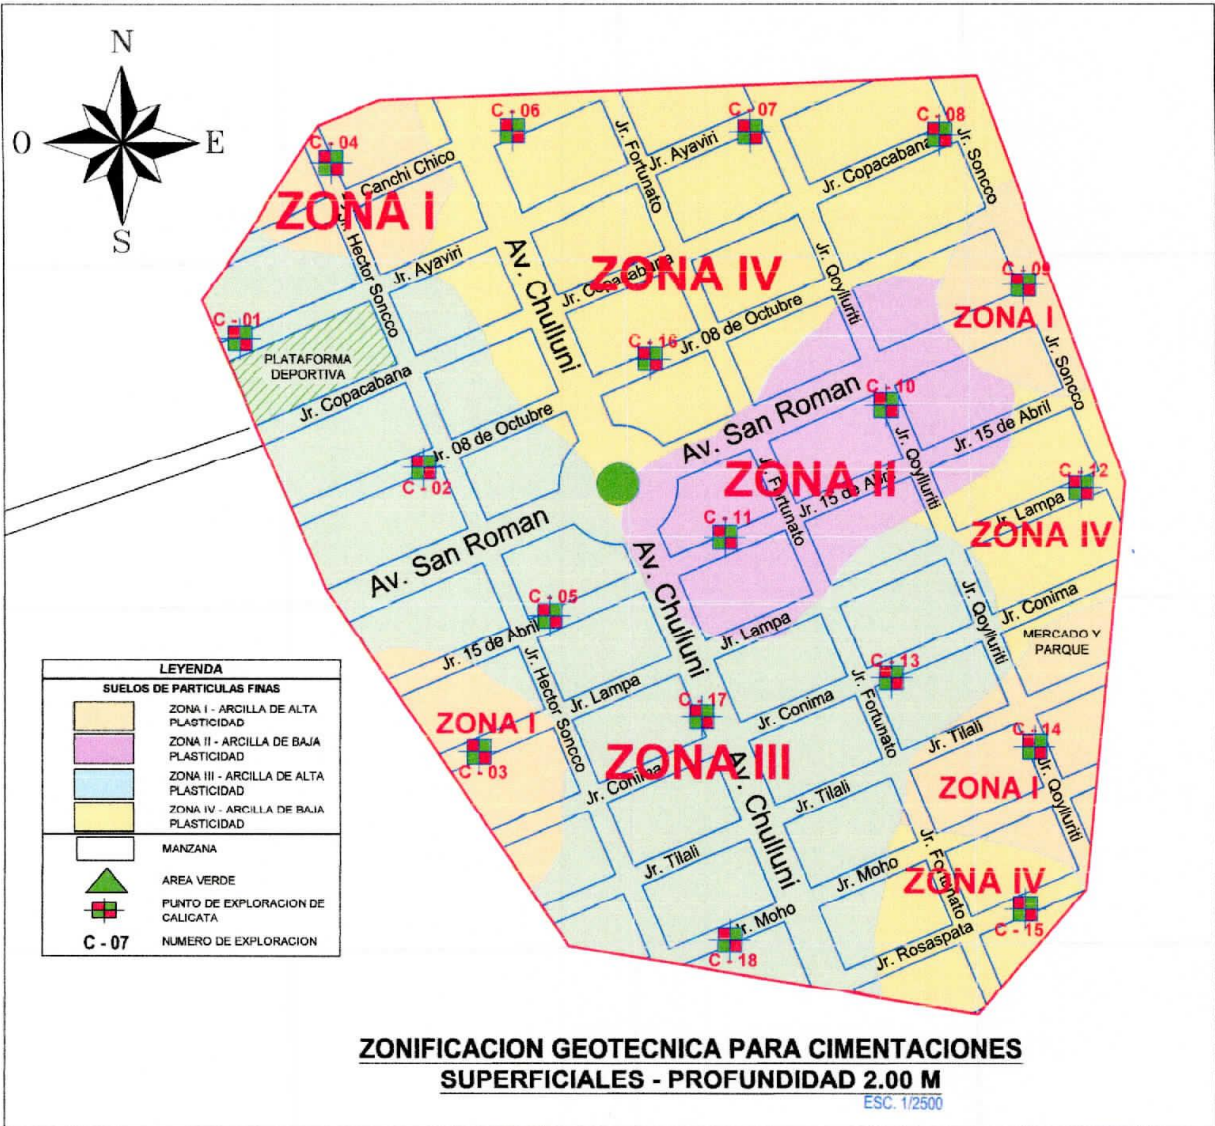 N
O
E
S
C - 06
C - 07
C - 08
C - 04
Jr. Fortunato
Jr. Ayaviri
Jr. Soncco
Canchi Chico
Jr. Copacabana
ZONA I
Jr. Hector Soncco
Jr. Ayaviri
Av. Chulluni
Jr. Copacabana
ZONA IV
Jr. Qoylluriti
C - 09
ZONA I
C - 01
Jr. 08 de Octubre
C - 16
PLATAFORMA
DEPORTIVA
Jr. Copacabana
Jr. Soncco
C - 10
Av. San Roman
Jr. 08 de Octubre
Jr. 15 de Abril
Jr. Qoylluriti
C - 02
ZONA II
C - 12
Jr. Fortunato
Jr. 15 de Abril
Jr. Lampa
C - 11
ZONA IV
Av. San Roman
Av. Chulluni
C - 05
Jr. Qoylluriti
Jr. Conima
Jr. 15 de Abril
Jr. Lampa
MERCADO Y
PARQUE
Jr. Hector Soncco
Jr. Lampa
C - 13
Jr. Fortunato
C - 17
Jr. Conima
ZONA I
C - 14
Jr. Tilali
C - 03
ZONA III
Jr. Conima
Av. Chulluni
Jr. Qoylluriti
ZONA I
Jr. Tilali
Jr. Tilali
Jr. Moho
Jr. Fortunato
ZONA IV
Jr. Moho
C - 15
C - 18
Jr. Rosaspata
LEYENDA
SUELOS DE PARTICULAS FINAS
ZONA I - ARCILLA DE ALTA
PLASTICIDAD
ZONA II - ARCILLA DE BAJA
PLASTICIDAD
ZONA III - ARCILLA DE ALTA
PLASTICIDAD
ZONA IV - ARCILLA DE BAJA
PLASTICIDAD
MANZANA
AREA VERDE
PUNTO DE EXPLORACION DE
CALICATA
C - 07 NUMERO DE EXPLORACION
ZONIFICACION GEOTECNICA PARA CIMENTACIONES
SUPERFICIALES - PROFUNDIDAD 2.00 M
ESC. 1/2500